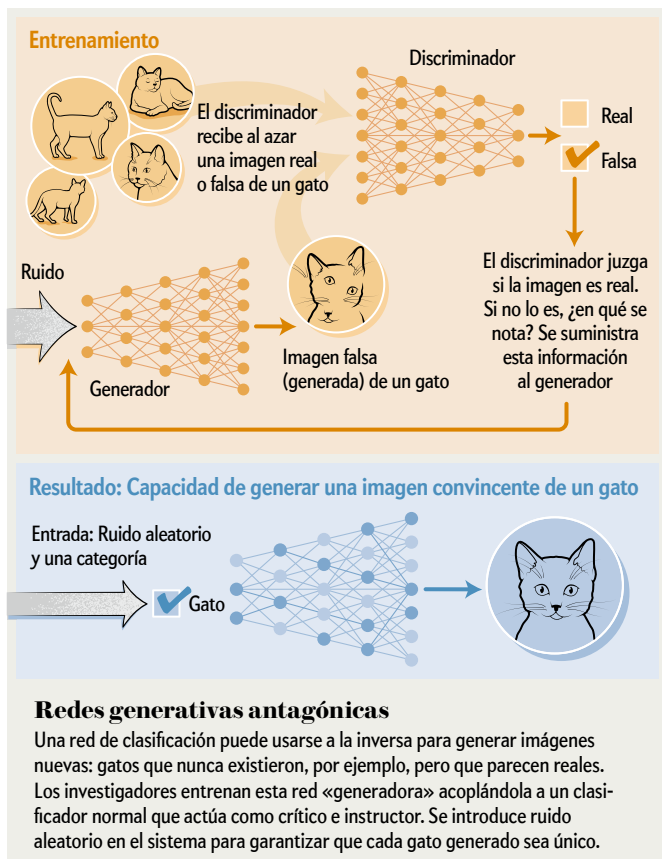 Entrenamiento
Discriminador
El discriminador
recibe al azar
una imagen real
o falsa de un gato
Real
Falsa
Ruido
Generador
Imagen falsa
(generada) de un gato
El discriminador juzga
si la imagen es real.
Si no lo es, ¿en qué se
nota? Se suministra
esta información
al generador
Resultado: Capacidad de generar una imagen convincente de un gato
Entrada: Ruido aleatorio
y una categoría
Gato
Redes generativas antagónicas
Una red de clasificación puede usarse a la inversa para generar imágenes
nuevas: gatos que nunca existieron, por ejemplo, pero que parecen reales.
Los investigadores entrenan esta red «generadora» acoplándola a un clasi-
ficador normal que actúa como crítico e instructor. Se introduce ruido
aleatorio en el sistema para garantizar que cada gato generado sea único.